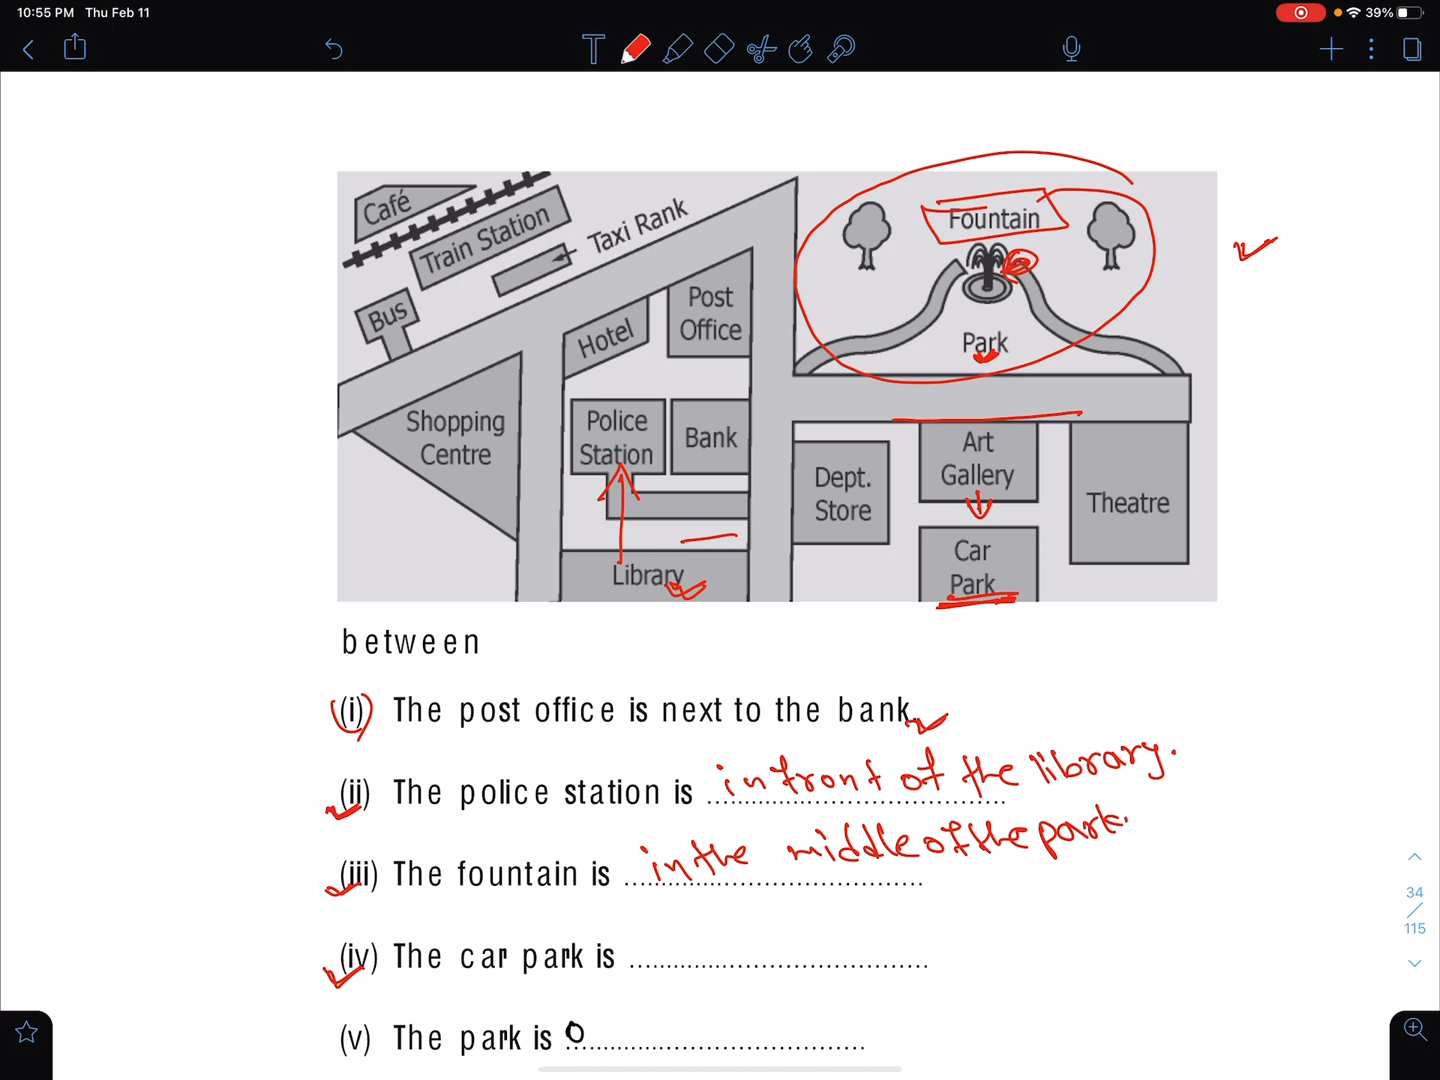 10:55 PM Thu Feb 11
39%
Café
Train Station
Taxi Rank
Bus
Hotel
Post
Office
Fountain
Park
Shopping
Centre
Police
Station
Bank
Dept.
Store
Art
Gallery
Theatre
Library
Car
Park
between
(i) The post office is next to the bank.
(ii) The police station is in front of the library.
(iii) The fountain is in the middle of the park.
(iv) The car park is ........................................
(v) The park is ........................................
34
/
115